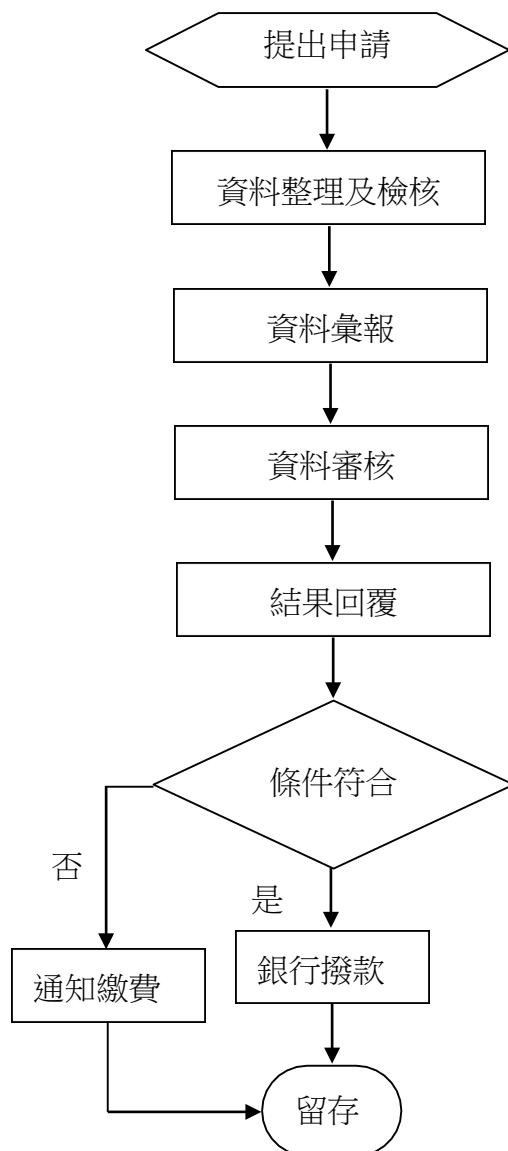 提出申請
資料整理及檢核
資料彙報
資料審核
結果回覆
條件符合
否
是
通知繳費
銀行撥款
留存